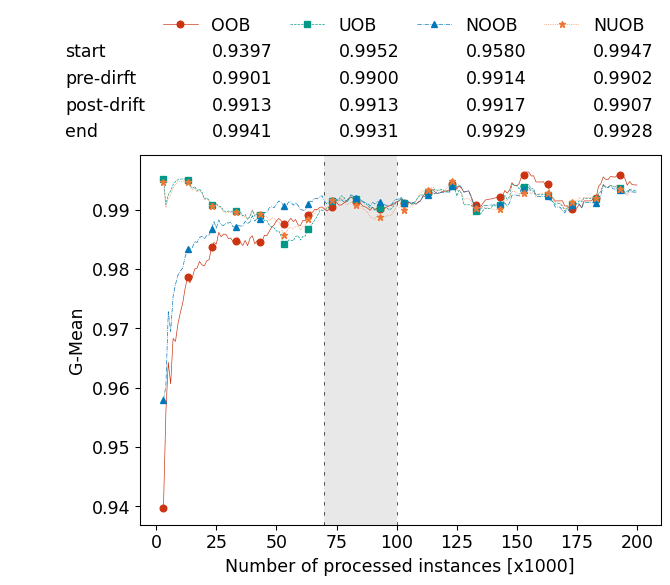 OOB UOB NOOB NUOB
start 0.9397 0.9952 0.9580 0.9947
pre-dirft 0.9901 0.9900 0.9914 0.9902
post-drift 0.9913 0.9913 0.9917 0.9907
end 0.9941 0.9931 0.9929 0.9928
0.99
0.98
0.97
0.96
0.95
0.94
G-Mean
0 25 50 75 100 125 150 175 200
Number of processed instances [x1000]